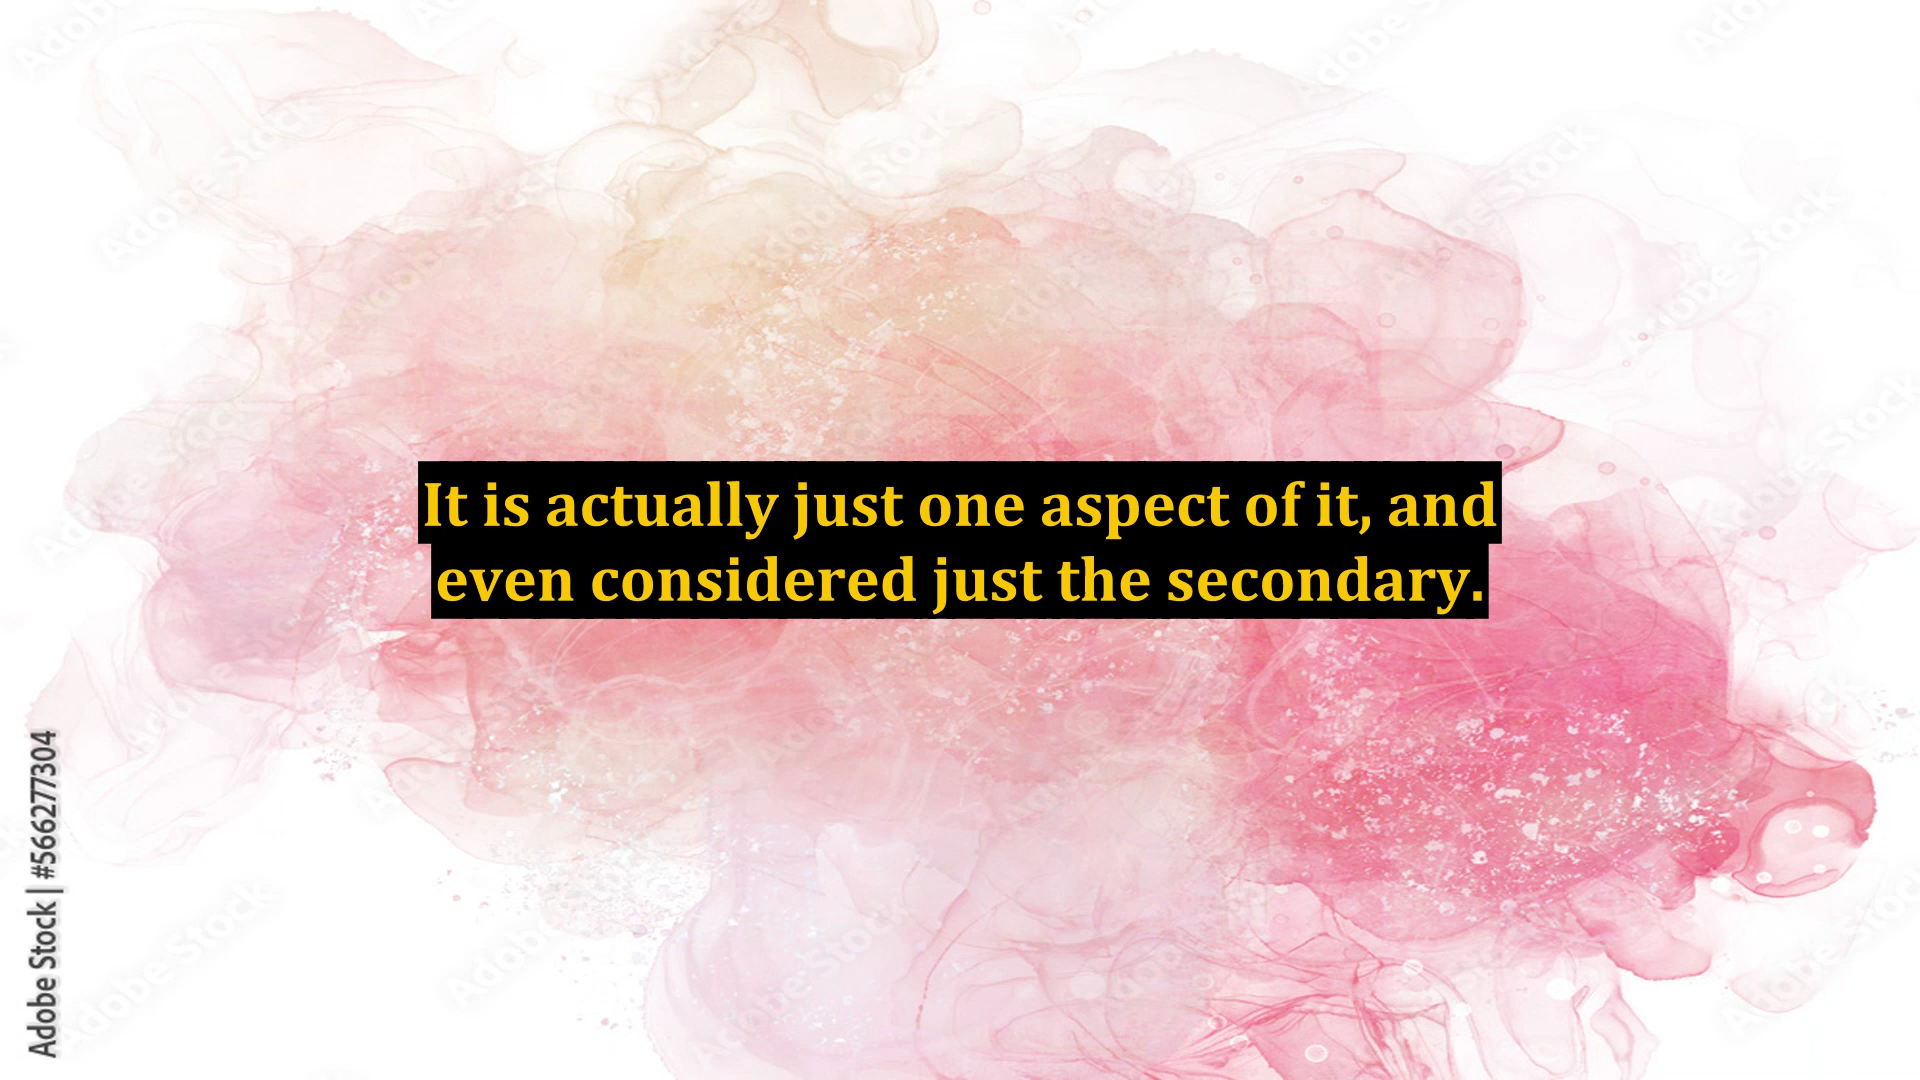 It is actually just one aspect of it, and
even considered just the secondary.
Adobe Stock | #566277304